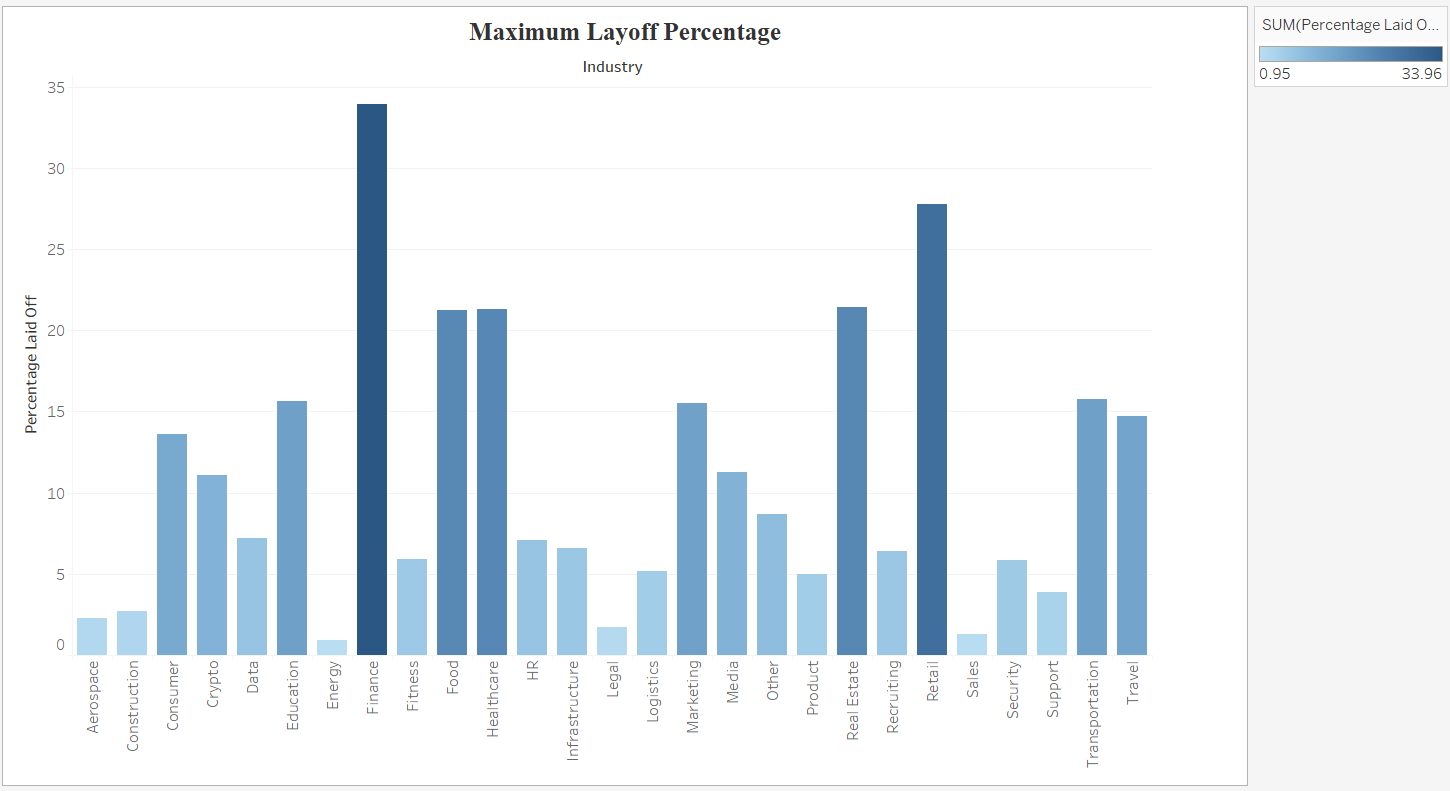 Maximum Layoff Percentage
SUM(Percentage Laid O...
0.95
33.96
Industry
Percentage Laid Off
35
30
25
20
15
10
5
0
Aerospace
Construction
Consumer
Crypto
Data
Education
Energy
Finance
Fitness
Food
Healthcare
HR
Infrastructure
Legal
Logistics
Marketing
Media
Other
Product
Real Estate
Recruiting
Retail
Sales
Security
Support
Transportation
Travel